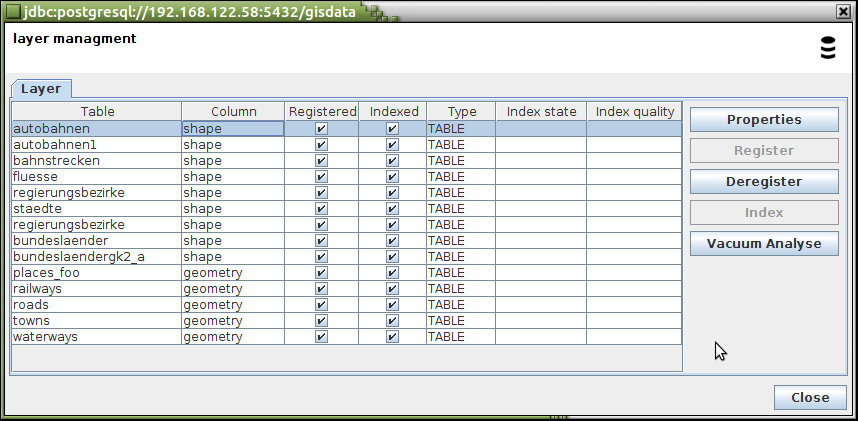 jdbc:postgresql://192.168.122.58:5432/gisdata
layer managment
Layer
Table Column Registered Indexed Type Index state Index quality
autobahnen shape TABLE
autobahnen1 shape TABLE
bahnstrecken shape TABLE
fluesse shape TABLE
regierungsbezirke shape TABLE
staedte shape TABLE
regierungsbezirke shape TABLE
bundeslaender shape TABLE
bundeslaendergk2_a shape TABLE
places_foo geometry TABLE
railways geometry TABLE
roads geometry TABLE
towns geometry TABLE
waterways geometry TABLE
Properties
Register
Deregister
Index
Vacuum Analyse
Close